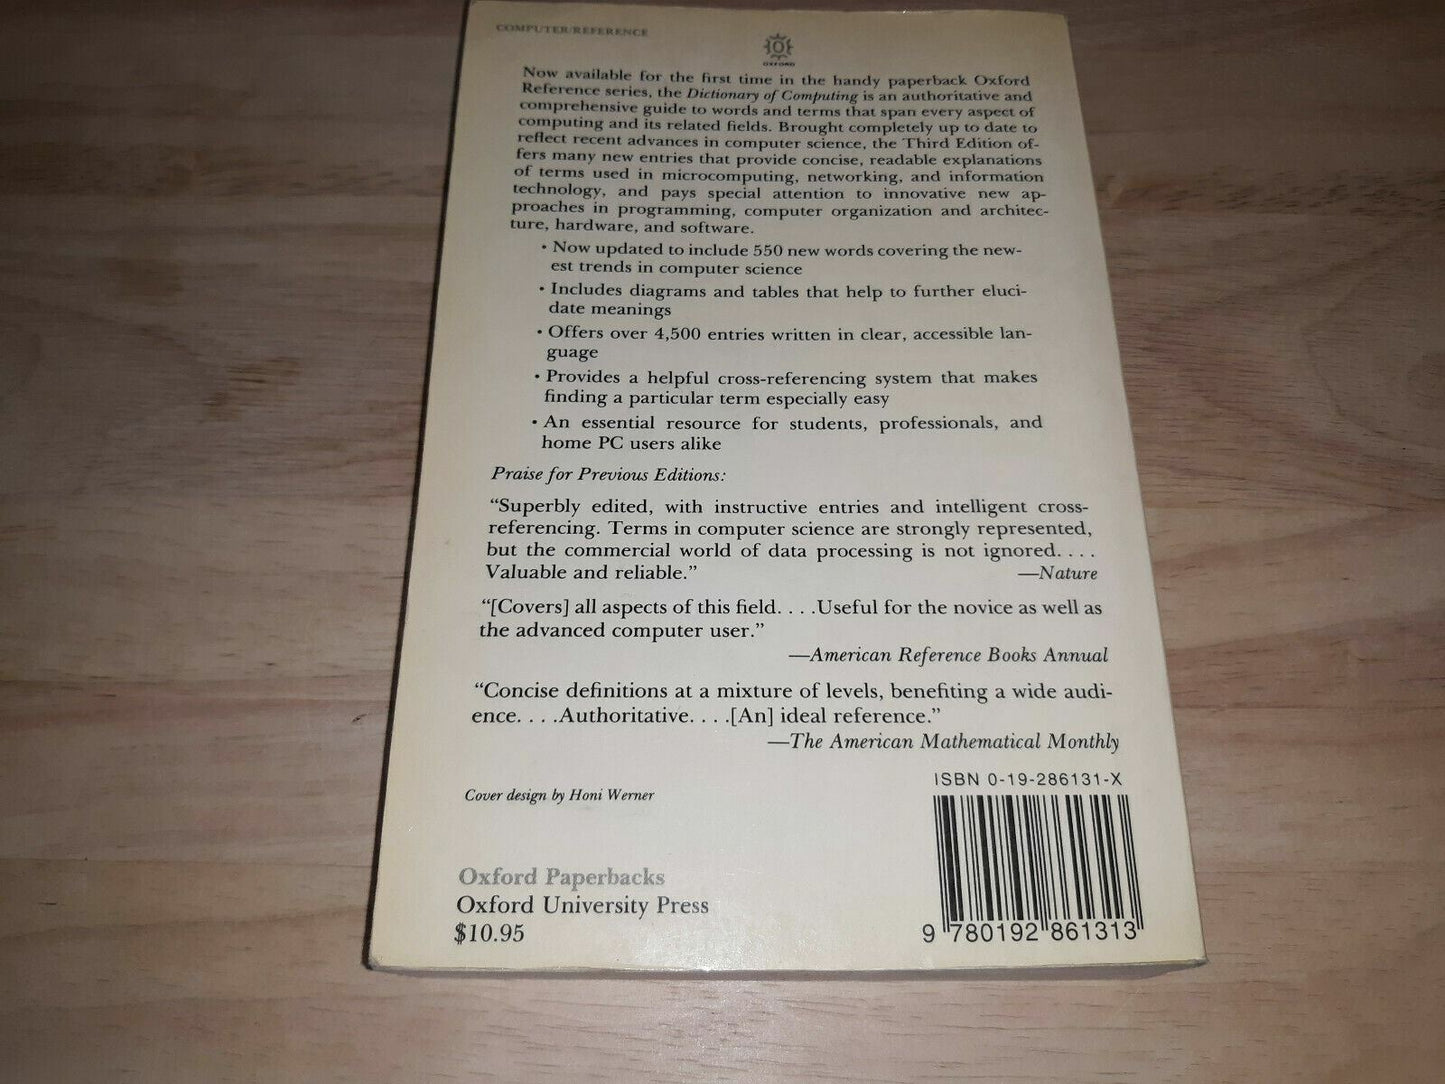 COMPUTER/REFERENCE
OXFORD
Now available for the first time in the handy paperback Oxford
Reference series, the Dictionary of Computing is an authoritative and
comprehensive guide to words and terms that span every aspect of
computing and its related fields. Brought completely up to date to
reflect recent advances in computer science, the Third Edition of-
fers many new entries that provide concise, readable explanations
of terms used in microcomputing, networking, and information
technology, and pays special attention to innovative new ap-
proaches in programming, computer organization and architec-
ture, hardware, and software.
• Now updated to include 550 new words covering the new-
est trends in computer science
• Includes diagrams and tables that help to further eluci-
date meanings
• Offers over 4,500 entries written in clear, accessible lan-
guage
• Provides a helpful cross-referencing system that makes
finding a particular term especially easy
• An essential resource for students, professionals, and
home PC users alike
Praise for Previous Editions:
“Superbly edited, with instructive entries and intelligent cross-
referencing. Terms in computer science are strongly represented,
but the commercial world of data processing is not ignored. . . .
Valuable and reliable.” —Nature
“[Covers] all aspects of this field. . . .Useful for the novice as well as
the advanced computer user.”
—American Reference Books Annual
“Concise definitions at a mixture of levels, benefiting a wide audi-
ence. . . .Authoritative. . . .[An] ideal reference.”
—The American Mathematical Monthly
ISBN 0-19-286131-X
Cover design by Honi Werner
Oxford Paperbacks
Oxford University Press
$10.95
9 780192 861313